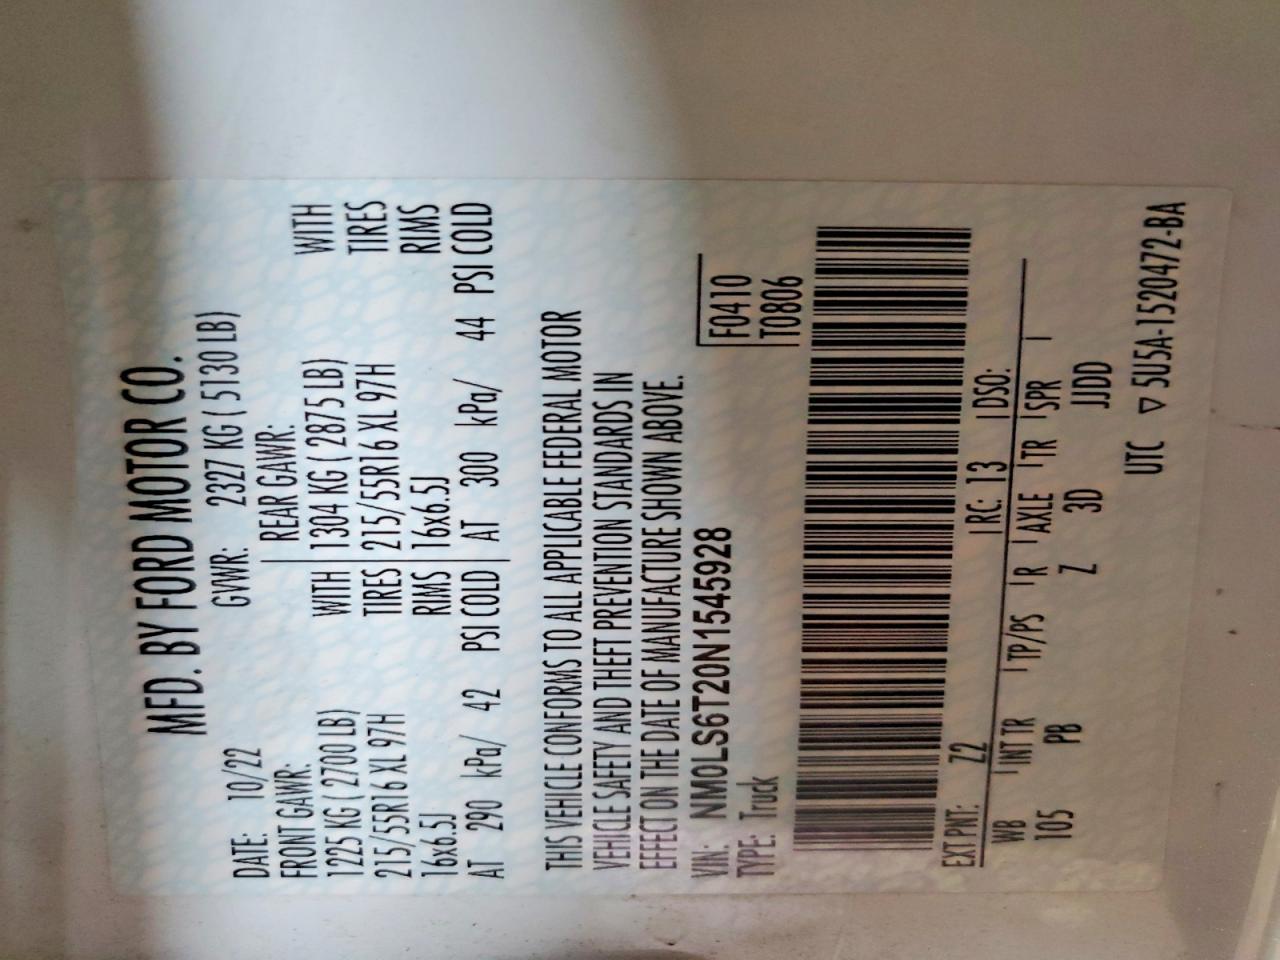 MFD. BY FORD MOTOR CO.
DATE: 10/22 GVWR: 2327 KG ( 5130 LB)
FRONT GAWR: REAR GAWR:
1225 KG ( 2700 LB) WITH 1304 KG ( 2875 LB) WITH
215/55R16 XL 97H TIRES 215/55R16 XL 97H TIRES
16x6.5J RIMS 16x6.5J RIMS
AT 290 kPa/ 42 PSI COLD AT 300 kPa/ 44 PSI COLD
THIS VEHICLE CONFORMS TO ALL APPLICABLE FEDERAL MOTOR
VEHICLE SAFETY AND THEFT PREVENTION STANDARDS IN
EFFECT ON THE DATE OF MANUFACTURE SHOWN ABOVE.
VIN: NM0LS6T20N1545928 F0410
TYPE: Truck T0806
EXT PNT: Z2 RC: 13 DSO:
WB INT TR TP/PS R AXLE TR SPR
105 PB Z 3D JJDD
UTC ▽ 5U5A-1520472-BA